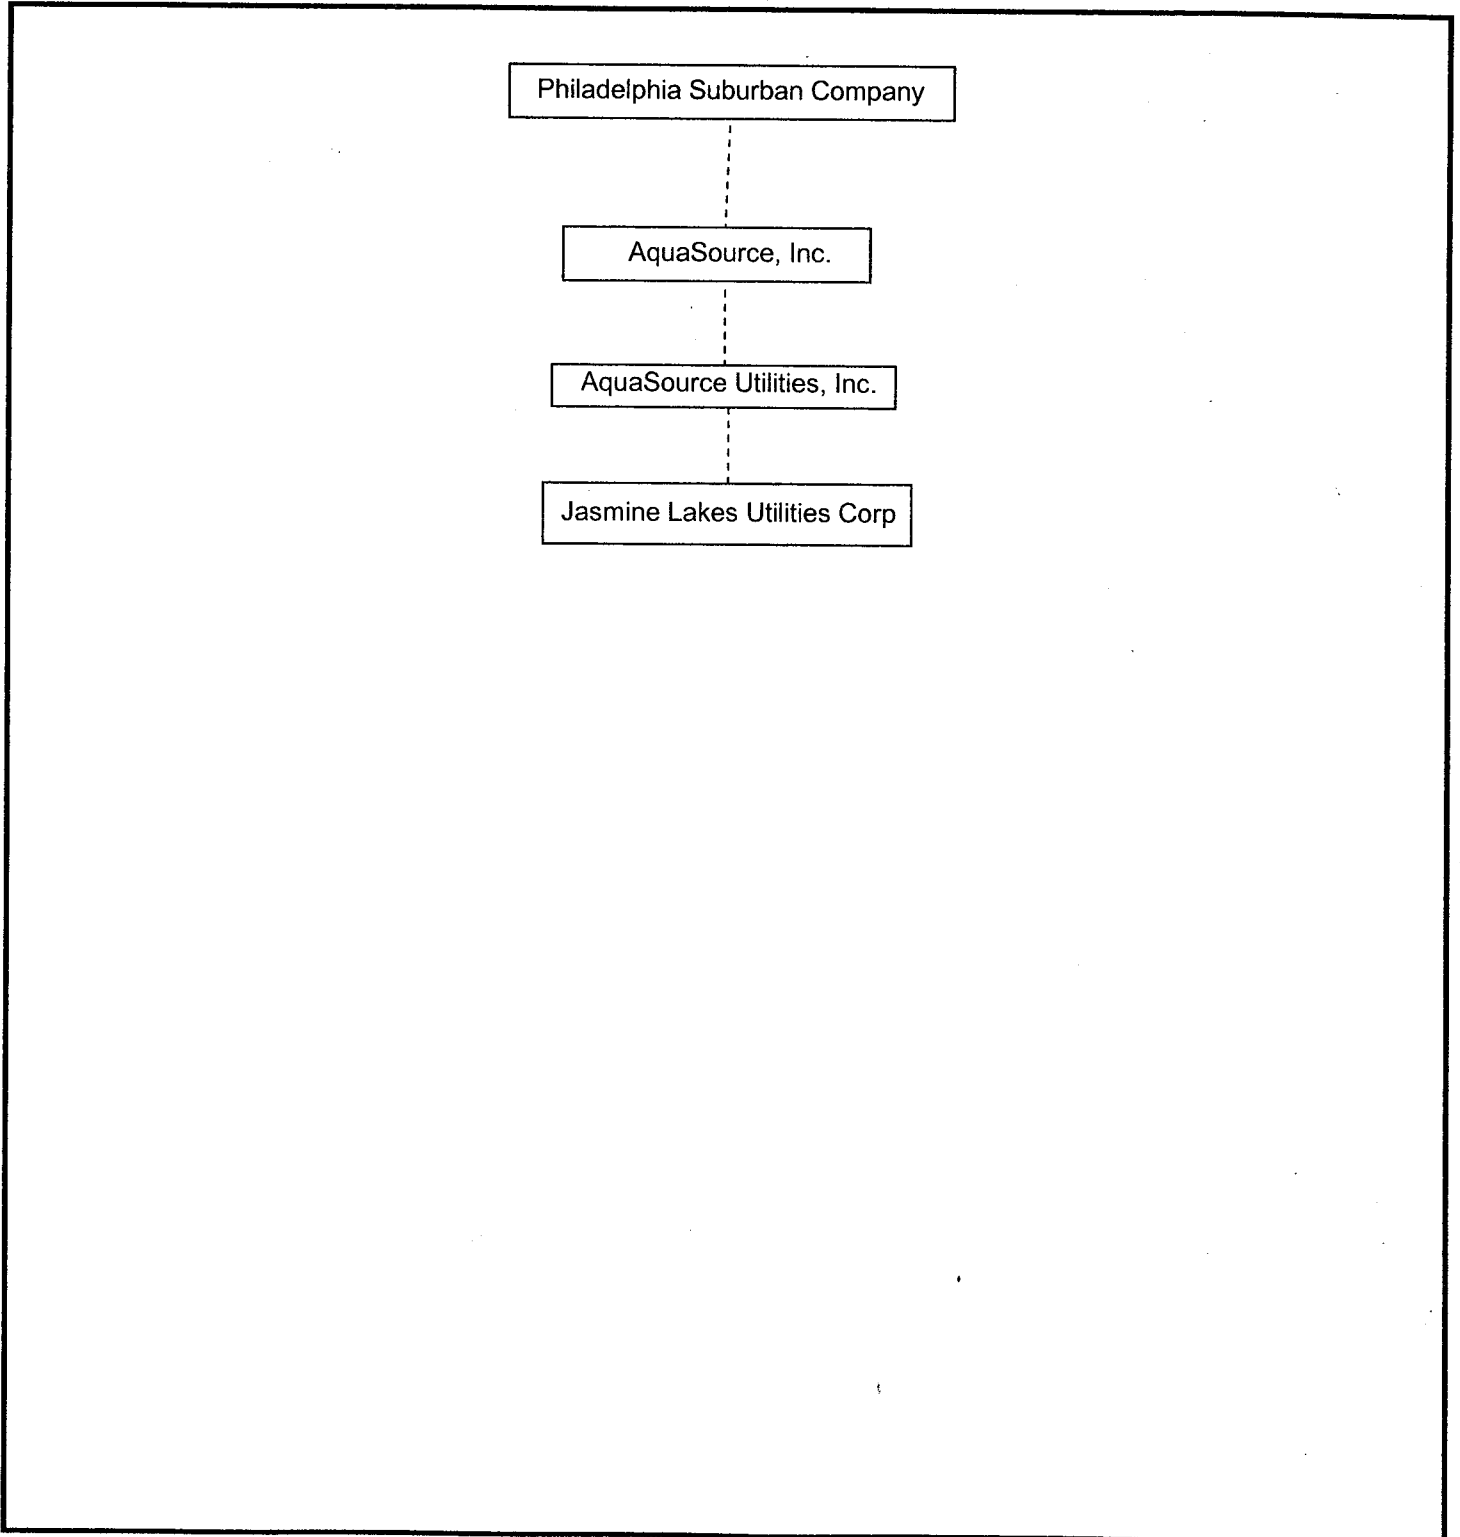 Philadelphia Suburban Company
AquaSource, Inc.
AquaSource Utilities, Inc.
Jasmine Lakes Utilities Corp